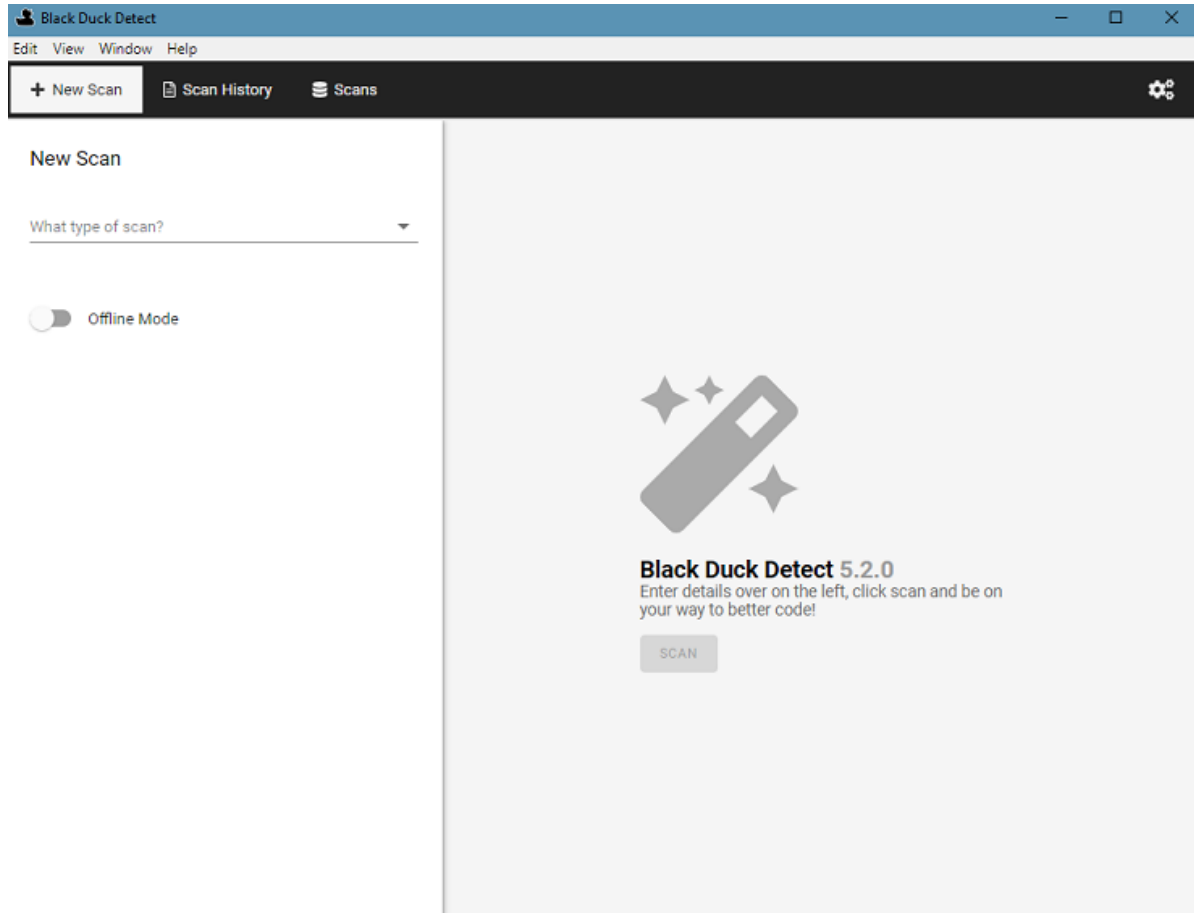 Black Duck Detect
Edit View Window Help
New Scan Scan History Scans
New Scan
What type of scan?
Offline Mode
Black Duck Detect 5.2.0
Enter details over on the left, click scan and be on
your way to better code!
SCAN